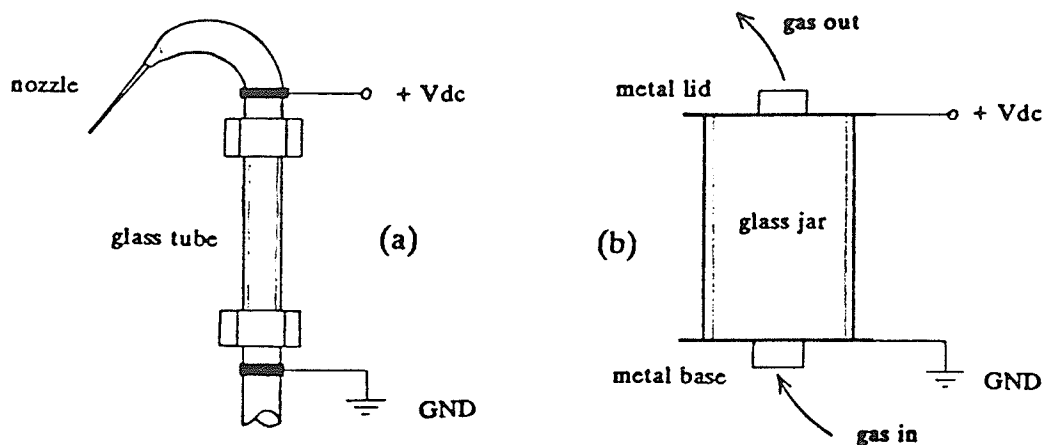 nozzle
+ Vdc
glass tube
(a)
GND
gas out
metal lid
+ Vdc
glass jar
(b)
metal base
GND
gas in